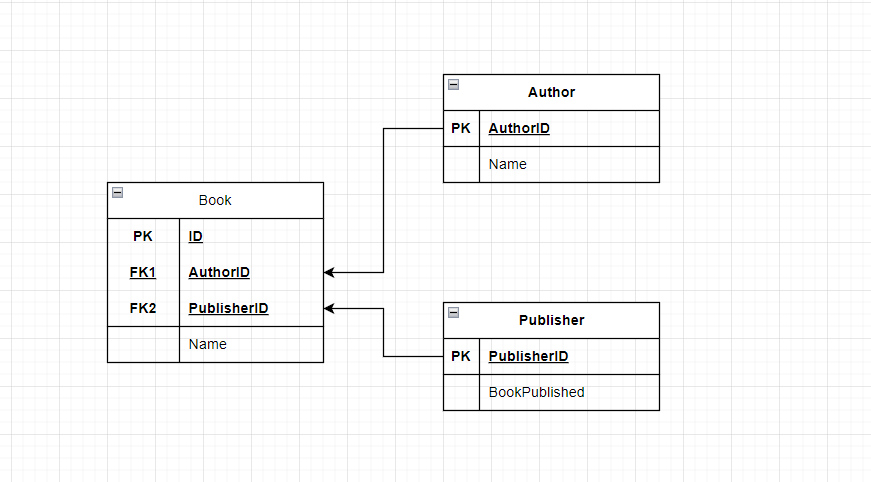 Author
PK AuthorID
Name
Book
PK ID
FK1 AuthorID
FK2 PublisherID
Name
Publisher
PK PublisherID
BookPublished